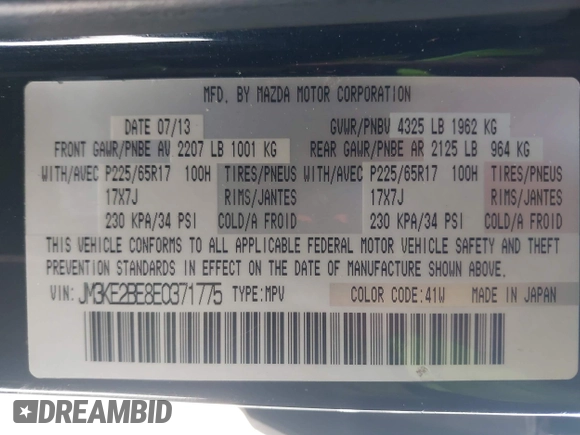 MFD. BY MAZDA MOTOR CORPORATION
DATE 07/13 GVWR/PNBV 4325 LB 1962 KG
FRONT GAWR/PNBE AV 2207 LB 1001 KG REAR GAWR/PNBE AR 2125 LB 964 KG
WITH/AVEC P225/65R17 100H TIRES/PNEUS WITH/AVEC P225/65R17 100H TIRES/PNEUS
17X7J RIMS/JANTES 17X7J RIMS/JANTES
230 KPA/34 PSI COLD/A FROID 230 KPA/34 PSI COLD/A FROID
THIS VEHICLE CONFORMS TO ALL APPLICABLE FEDERAL MOTOR VEHICLE SAFETY AND THEFT
PREVENTION STANDARDS IN EFFECT ON THE DATE OF MANUFACTURE SHOWN ABOVE.
VIN: JM3KE2BE8E0371775 TYPE:MPV COLOR CODE:41W MADE IN JAPAN
DREAMBID